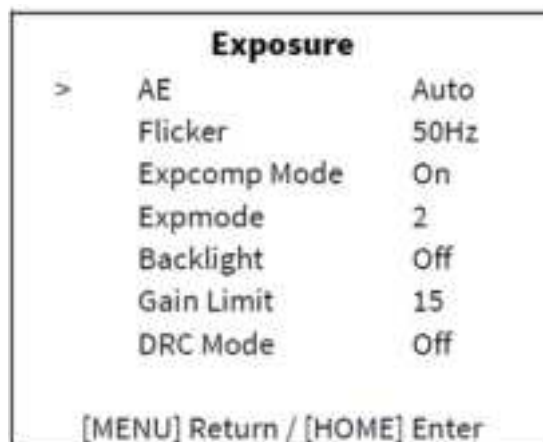 Exposure
> AE Auto
Flicker 50Hz
Expcomp Mode On
Expmode 2
Backlight Off
Gain Limit 15
DRC Mode Off
[MENU] Return / [HOME] Enter